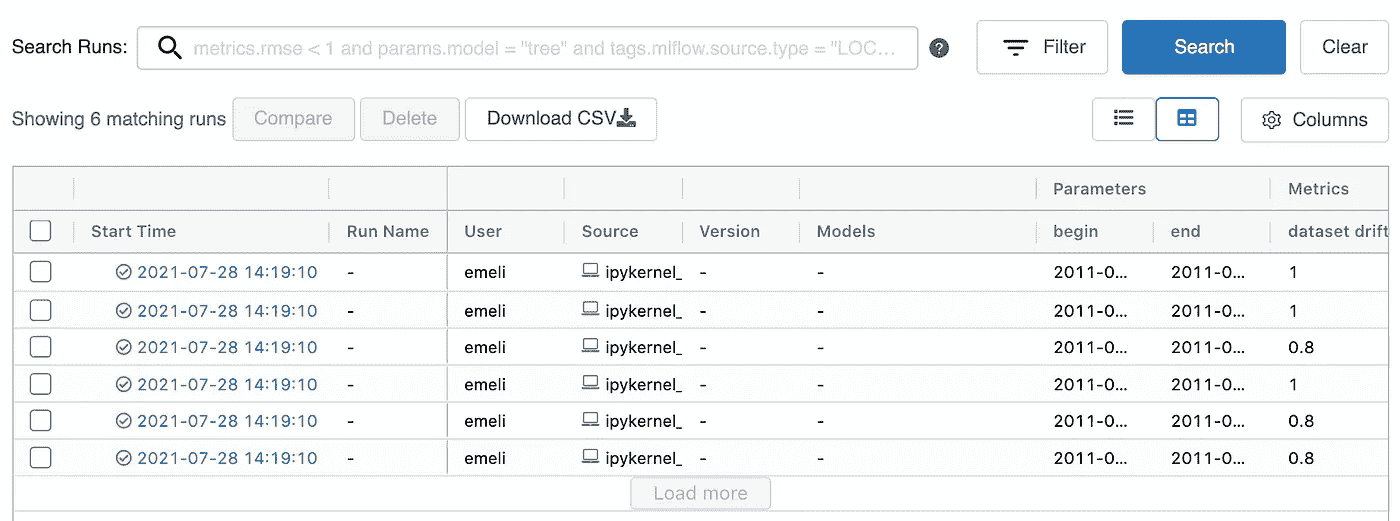 Search Runs: metrics.rmse < 1 and params.model = "tree" and tags.mlflow.source.type = "LOC... ? Filter Search Clear
Showing 6 matching runs Compare Delete Download CSV Columns
Parameters Metrics
Start Time Run Name User Source Version Models begin end dataset drift
2021-07-28 14:19:10 - emeli ipykernel_ - - 2011-0... 2011-0... 1
2021-07-28 14:19:10 - emeli ipykernel_ - - 2011-0... 2011-0... 1
2021-07-28 14:19:10 - emeli ipykernel_ - - 2011-0... 2011-0... 0.8
2021-07-28 14:19:10 - emeli ipykernel_ - - 2011-0... 2011-0... 1
2021-07-28 14:19:10 - emeli ipykernel_ - - 2011-0... 2011-0... 0.8
2021-07-28 14:19:10 - emeli ipykernel_ - - 2011-0... 2011-0... 0.8
Load more